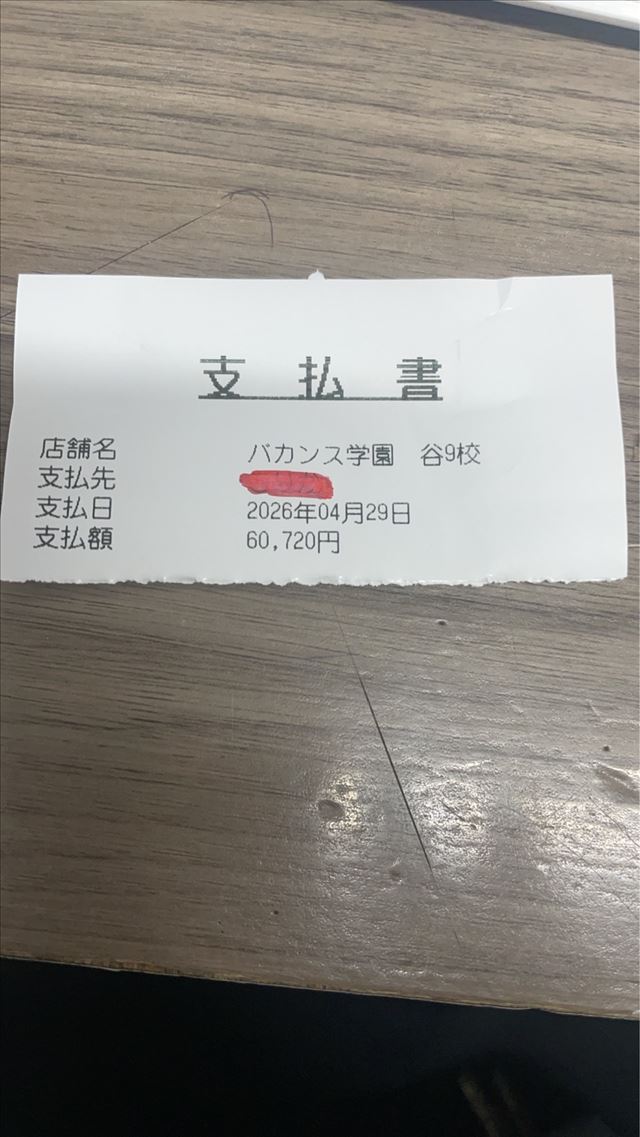 支払書
店舗名 バカンス学園 谷9校
支払先
支払日 2026年04月29日
支払額 60,720円